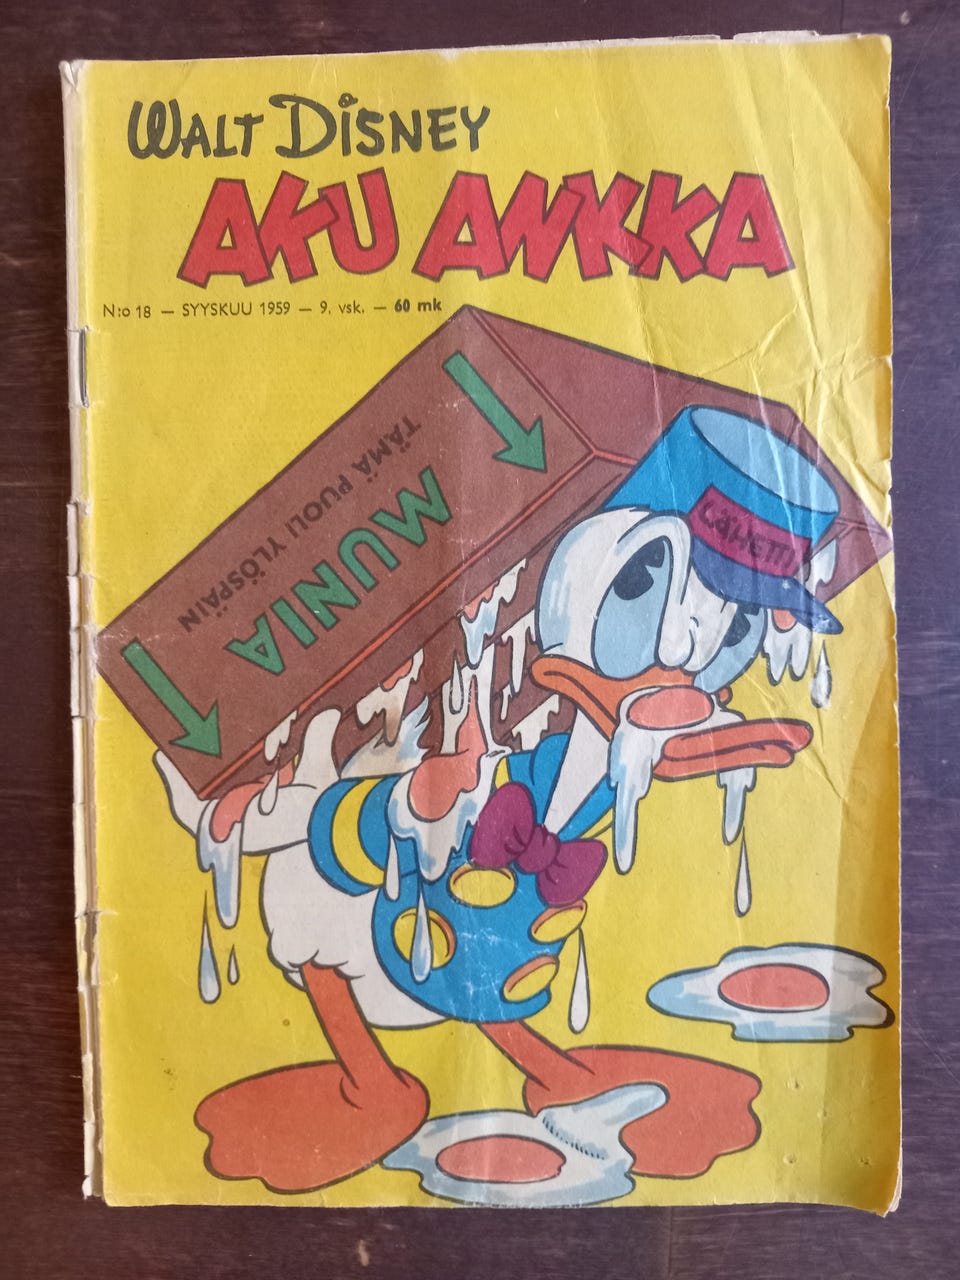 WALT DISNEY
AKU ANKKA
N:o 18 — SYYSKUU 1959 — 9. vsk. — 60 mk
TÄMÄ PUOLI YLÖSPÄIN
MUNIA
LÄHETTI